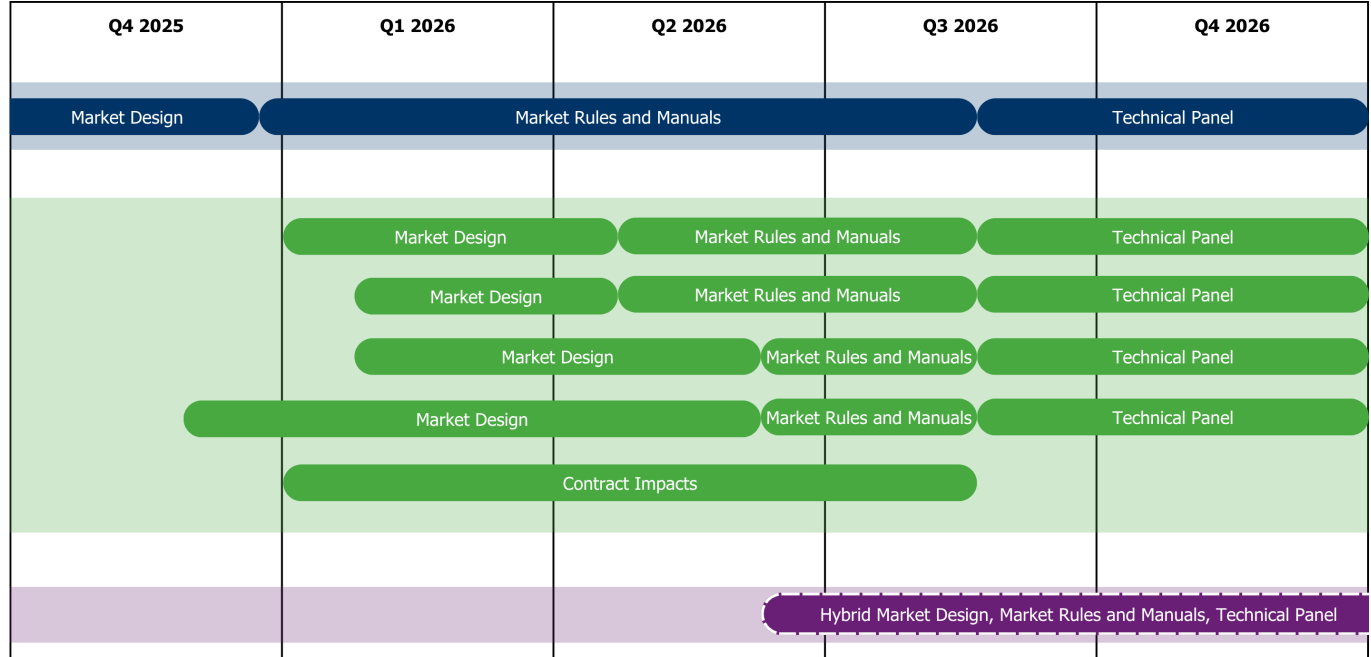 Q4 2025 Q1 2026 Q2 2026 Q3 2026 Q4 2026
Market Design Market Rules and Manuals Technical Panel
Market Design Market Rules and Manuals Technical Panel
Market Design Market Rules and Manuals Technical Panel
Market Design Market Rules and Manuals Technical Panel
Market Design Market Rules and Manuals Technical Panel
Contract Impacts
Hybrid Market Design, Market Rules and Manuals, Technical Panel